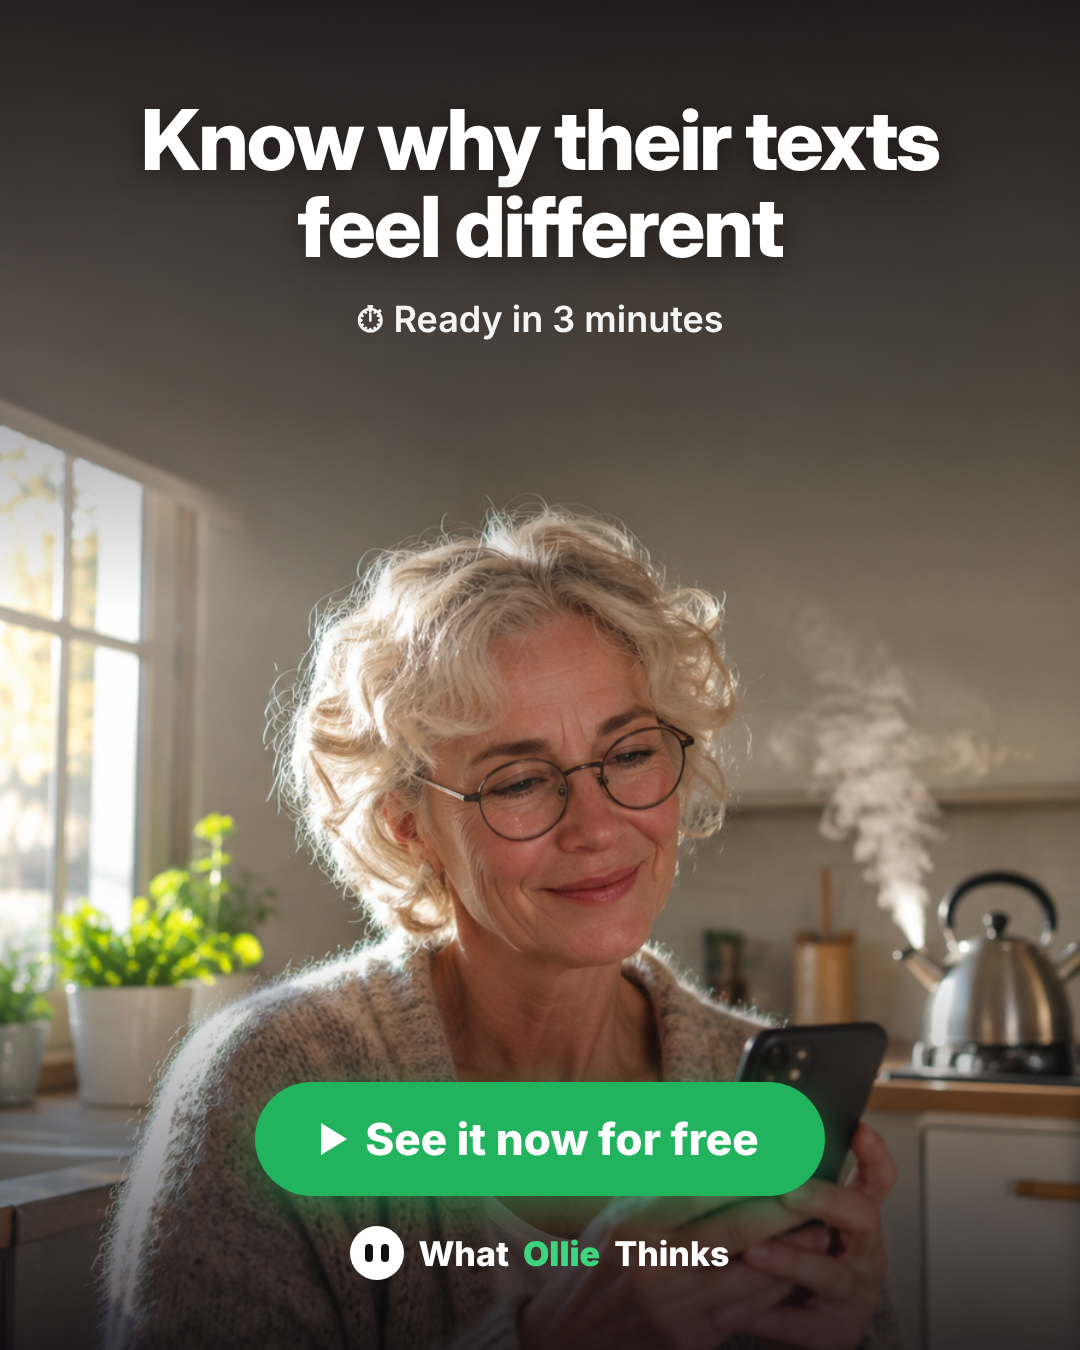 Know why their texts
feel different
⏱ Ready in 3 minutes
▶ See it now for free
What Ollie Thinks